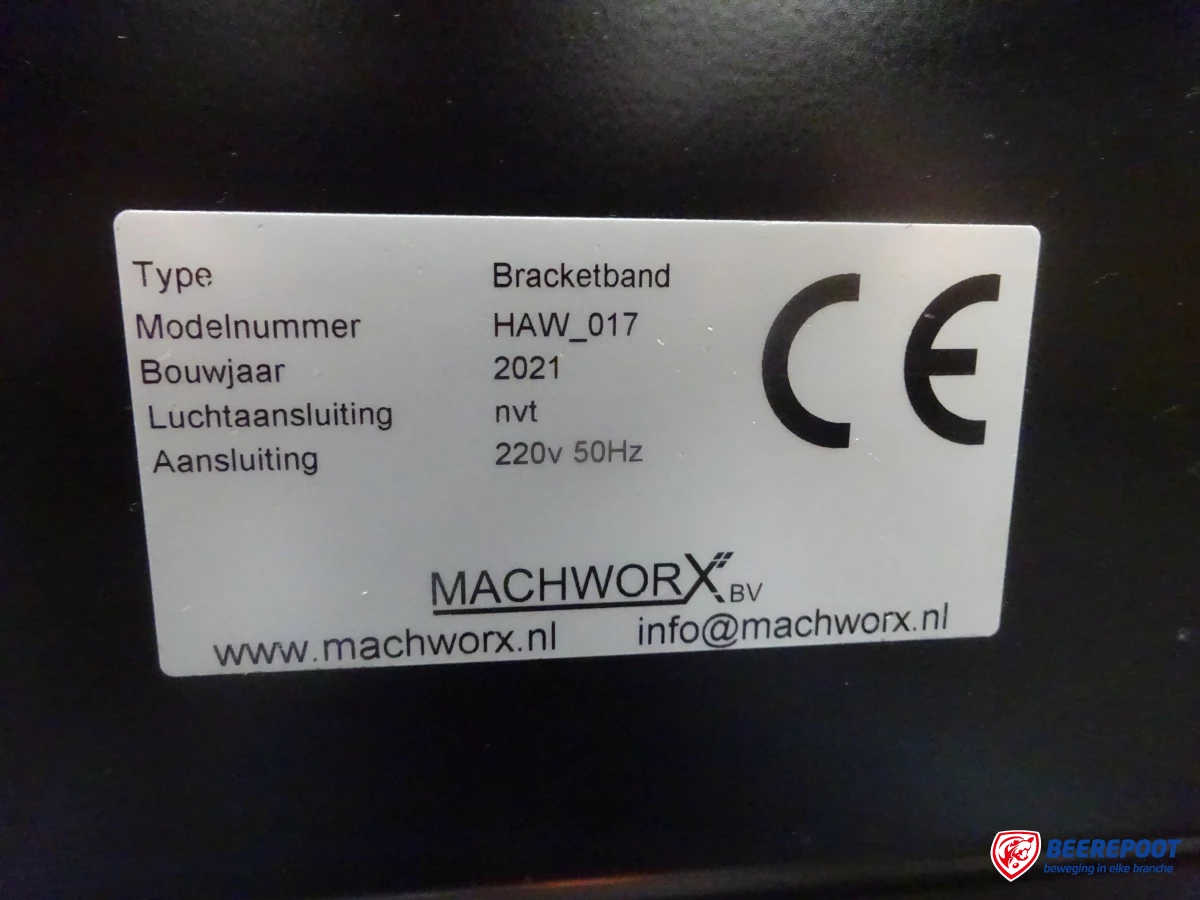 Type Bracketband
Modelnummer HAW_017
Bouwjaar 2021
Luchtaansluiting nvt
Aansluiting 220v 50Hz
CE
MACHWORX BV
www.machworx.nl info@machworx.nl
BEEREPOOT
beweging in elke branche